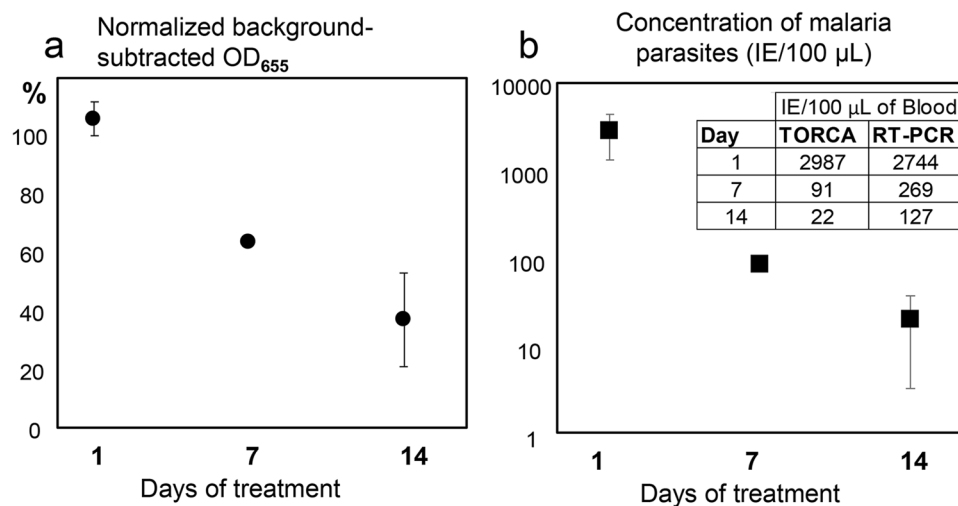 a
Normalized background-
subtracted OD₆₅₅
%
100
80
60
40
20
0
1 7 14
Days of treatment
b
Concentration of malaria
parasites (IE/100 µL)
10000
1000
100
10
1
IE/100 µL of Blood
Day TORCA RT-PCR
1 2987 2744
7 91 269
14 22 127
1 7 14
Days of treatment